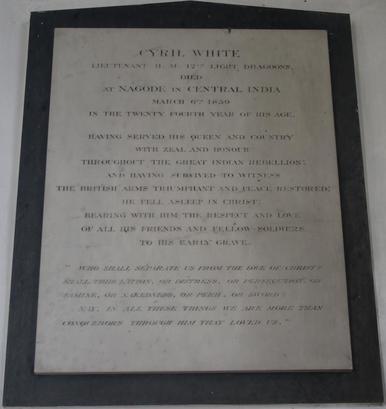 CYRIL WHITE
LIEUTENANT H. M. 12TH LIGHT DRAGOONS,
DIED
AT NAGODE IN CENTRAL INDIA
MARCH 6TH 1859
IN THE TWENTY FOURTH YEAR OF HIS AGE.
HAVING SERVED HIS QUEEN AND COUNTRY
WITH ZEAL AND HONOUR
THROUGHOUT THE GREAT INDIAN REBELLION;
AND HAVING SURVIVED TO WITNESS
THE BRITISH ARMS TRIUMPHANT AND PEACE RESTORED;
HE FELL ASLEEP IN CHRIST:
BEARING WITH HIM THE RESPECT AND LOVE
OF ALL HIS FRIENDS AND FELLOW-SOLDIERS
TO HIS EARLY GRAVE.
"WHO SHALL SEPARATE US FROM THE LOVE OF CHRIST?
SHALL TRIBULATION, OR DISTRESS, OR PERSECUTION, OR
FAMINE, OR NAKEDNESS, OR PERIL, OR SWORD?
NAY, IN ALL THESE THINGS WE ARE MORE THAN
CONQUERORS THROUGH HIM THAT LOVED US."